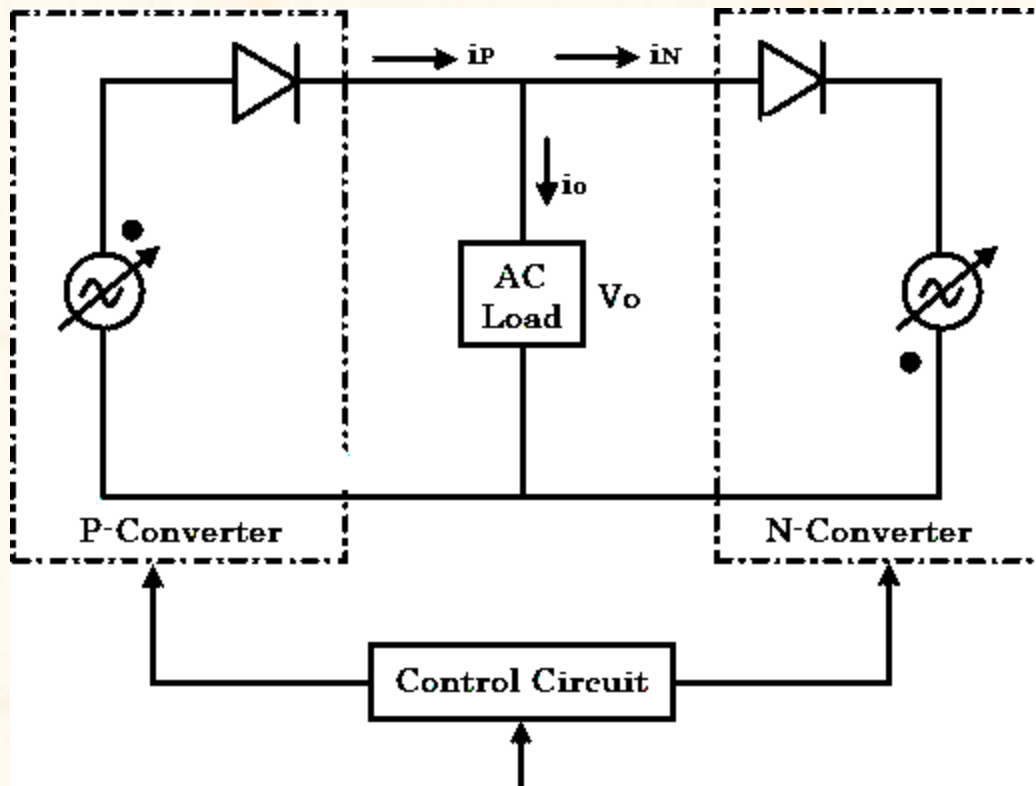 iP
iN
io
AC
Load
Vo
P-Converter
N-Converter
Control Circuit